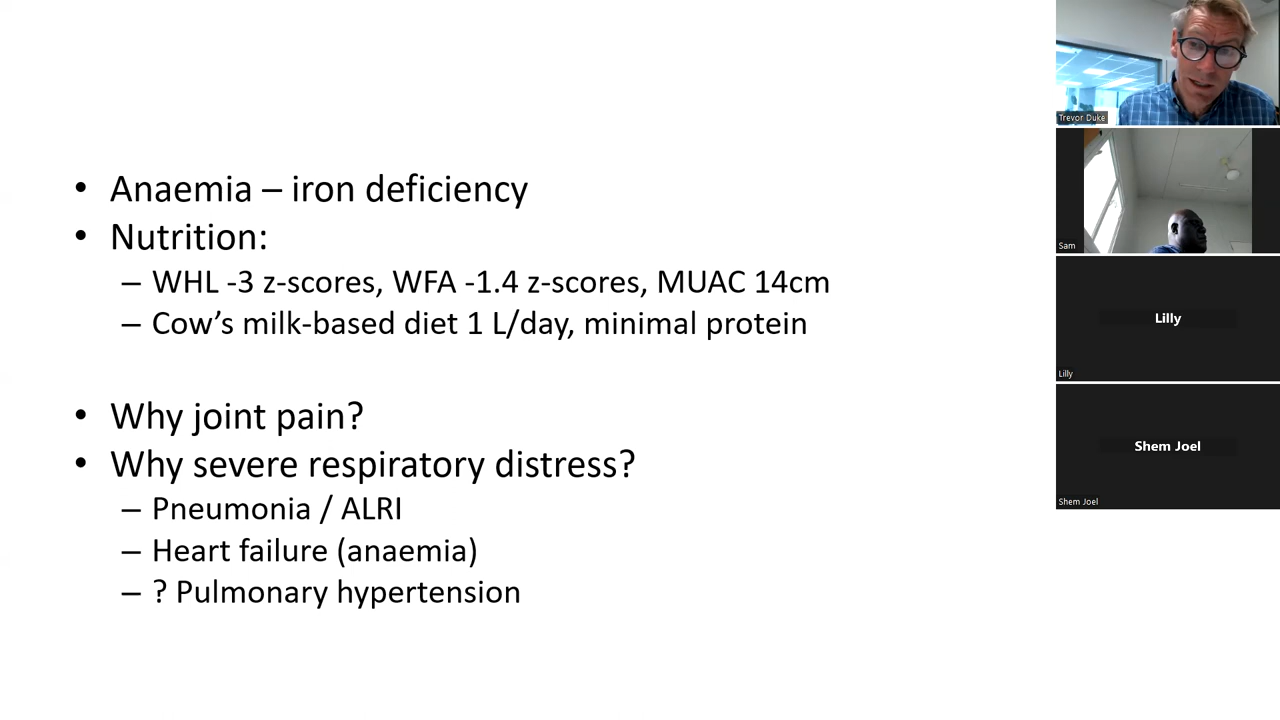 • Anaemia – iron deficiency
• Nutrition:
– WHL -3 z-scores, WFA -1.4 z-scores, MUAC 14cm
– Cow’s milk-based diet 1 L/day, minimal protein
• Why joint pain?
• Why severe respiratory distress?
– Pneumonia / ALRI
– Heart failure (anaemia)
– ? Pulmonary hypertension
Trevor Duke
Sam
Lilly
Lilly
Shem Joel
Shem Joel